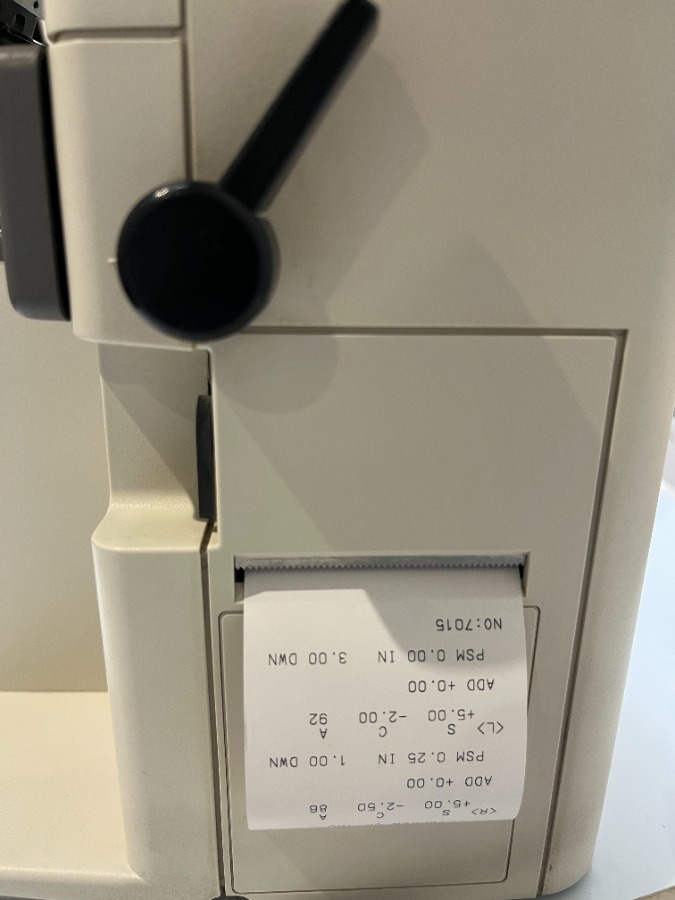 <R> S C A
+5.00 -2.50 86
ADD +0.00
PSM 0.25 IN 1.00 DWN
<L> S C A
+5.00 -2.00 92
ADD +0.00
PSM 0.00 IN 3.00 DWN
NO:7015